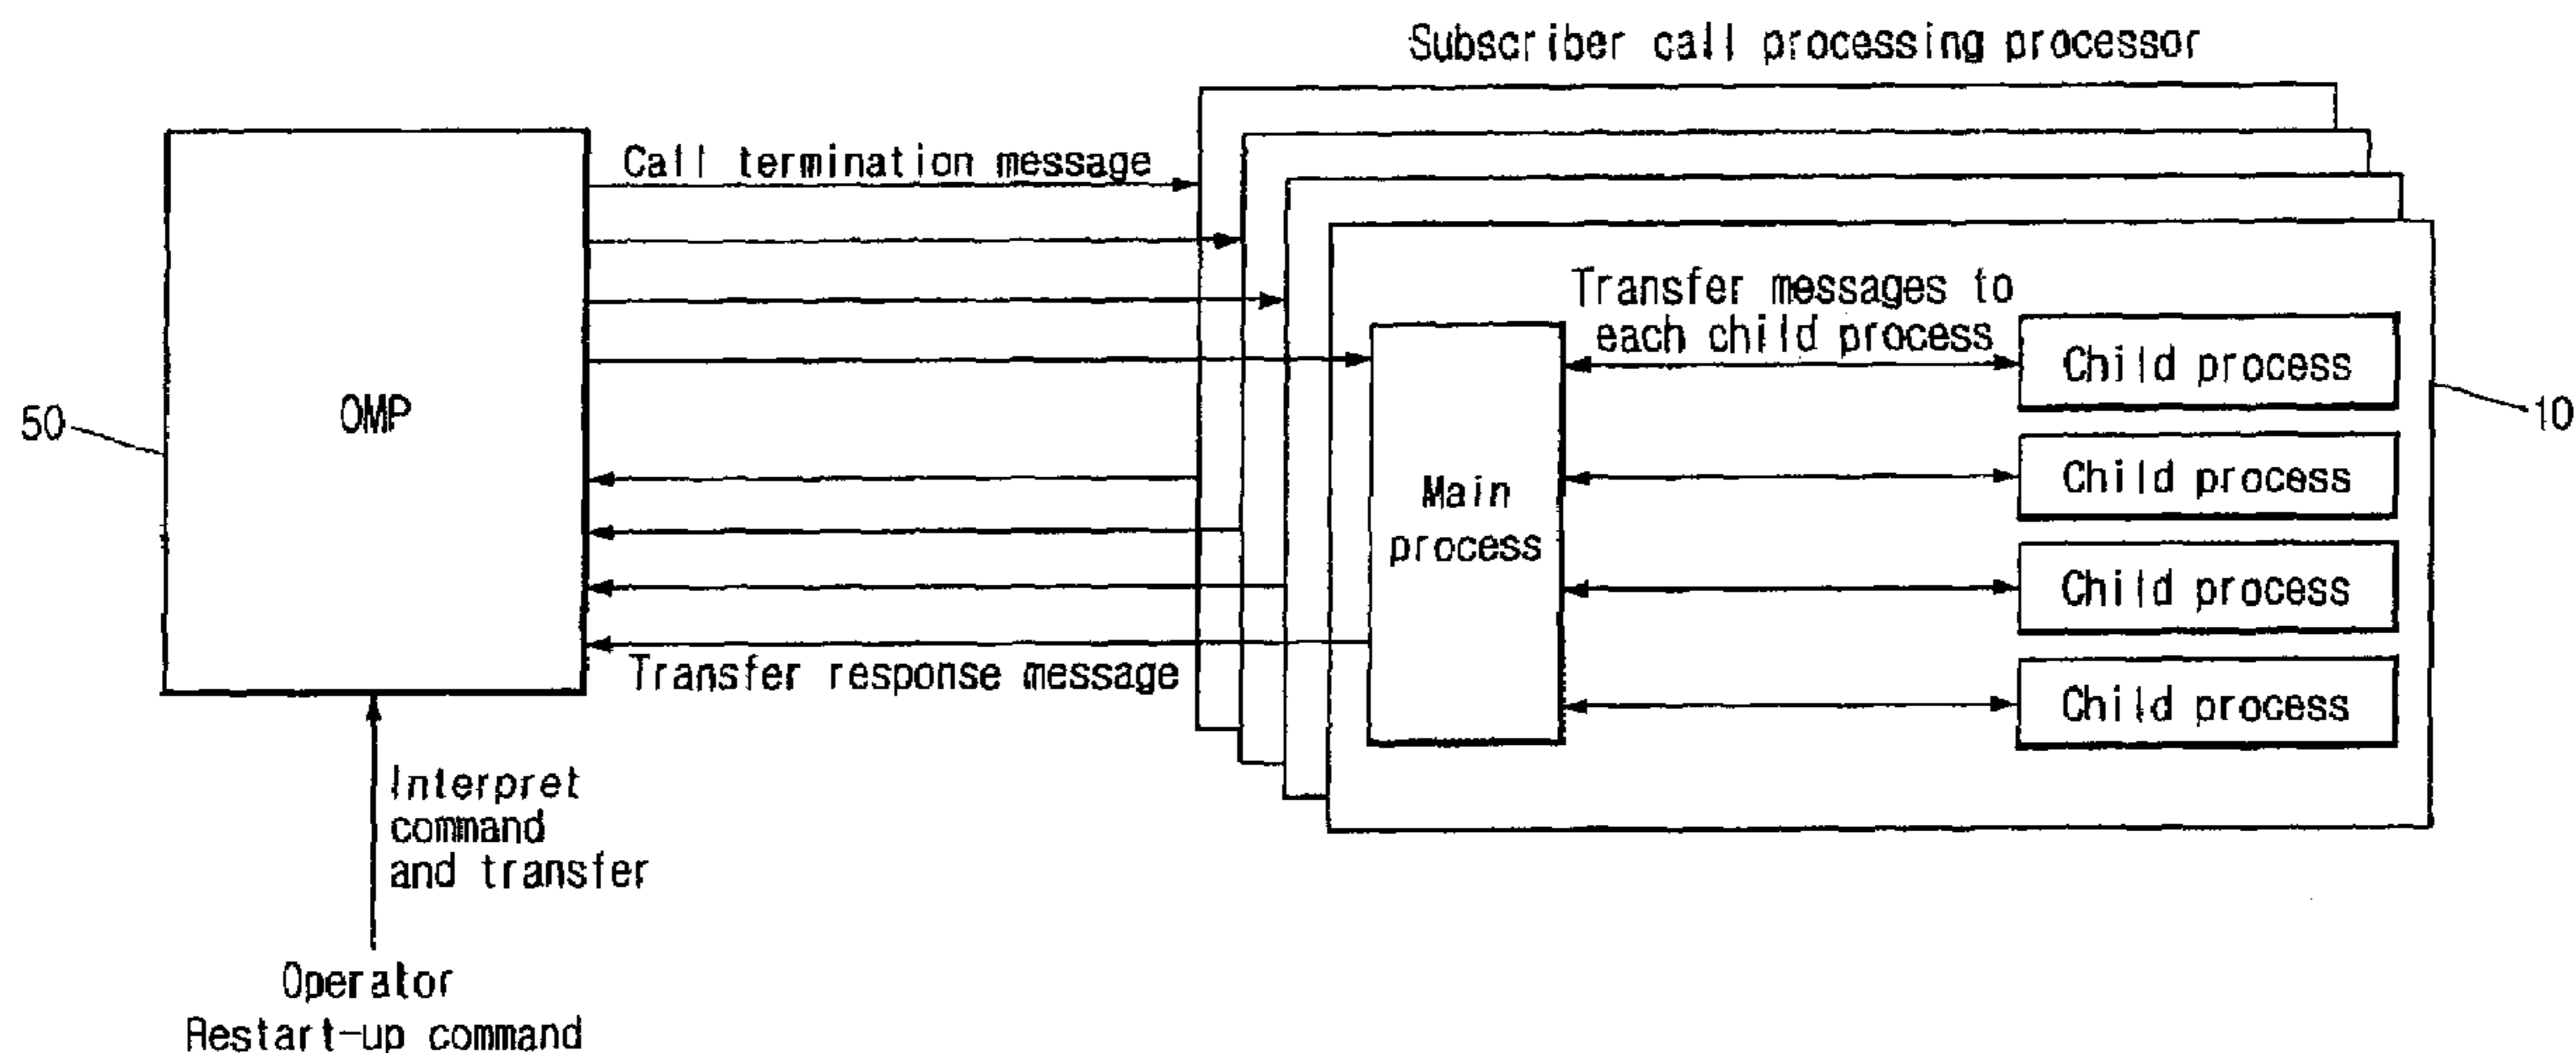 Subscriber call processing processor
Call termination message
Transfer messages to
each child process
Child process
50
OMP
10
Child process
Main
process
Child process
Transfer response message
Child process
Interpret
command
and transfer
Operator
Restart-up command